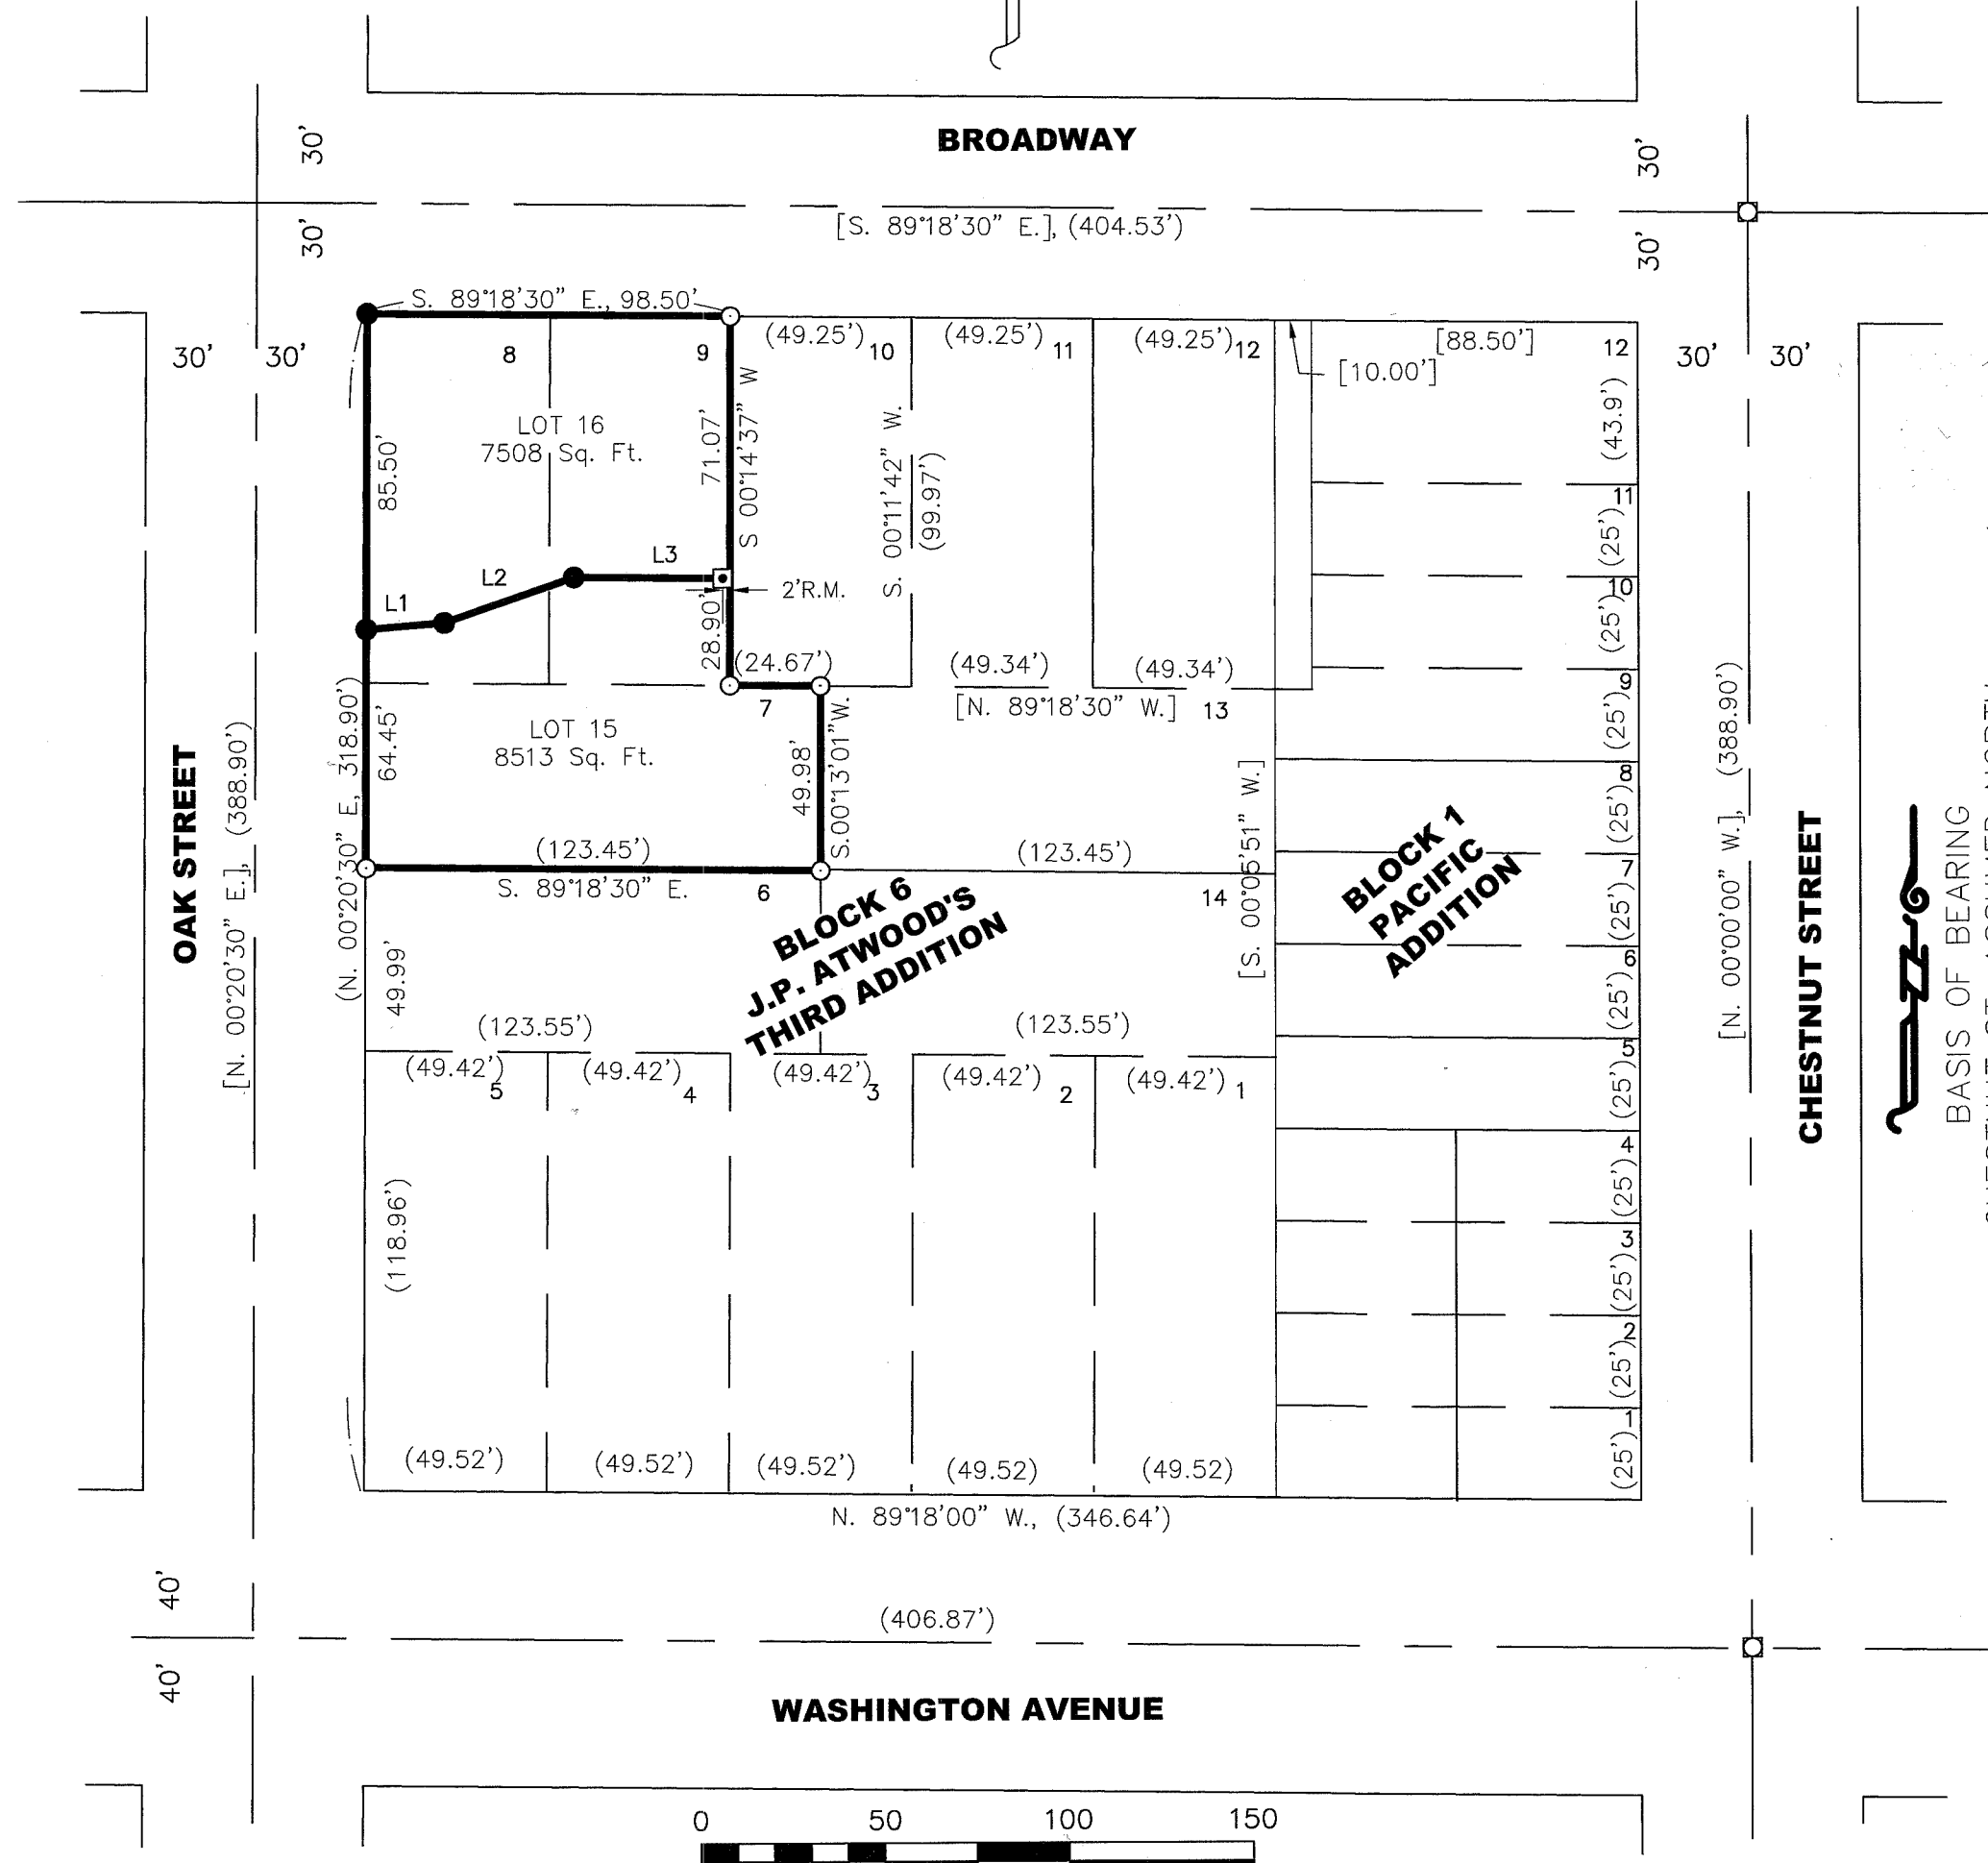 BROADWAY
30'
30'
30'
30'
[S. 89°18'30" E.], (404.53')
S. 89°18'30" E., 98.50'
30'
30'
8
9
(49.25')
10
(49.25')
11
(49.25')
12
[10.00']
[88.50']
12
30'
30'
LOT 16
7508 Sq. Ft.
85.50'
71.07'
S 00°14'37" W
S. 00°11'42" W.
(99.97')
(43.9')
11
(25')
10
(25')
9
(25')
8
(25')
7
(25')
6
(25')
5
(25')
4
(25')
3
(25')
2
(25')
1
(25')
L1
L2
L3
2'R.M.
28.90'
(24.67')
7
(49.34')
(49.34')
[N. 89°18'30" W.]
13
LOT 15
8513 Sq. Ft.
64.45'
49.98'
S.00°13'01"W.
(N. 00°20'30" E, 318.90')
[N. 00°20'30" E.], (388.90')
OAK STREET
(123.45')
S. 89°18'30" E.
6
(123.45')
14
[S. 00°05'51" W.]
BLOCK 6
J.P. ATWOOD'S
THIRD ADDITION
BLOCK 1
PACIFIC
ADDITION
[N. 00°00'00" W.], (388.90')
CHESTNUT STREET
BASIS OF BEARING
49.99'
(123.55')
(123.55')
(49.42')
5
(49.42')
4
(49.42')
3
(49.42')
2
(49.42')
1
(118.96')
(49.52')
(49.52')
(49.52')
(49.52)
(49.52)
N. 89°18'00" W., (346.64')
40'
40'
(406.87')
WASHINGTON AVENUE
0
50
100
150